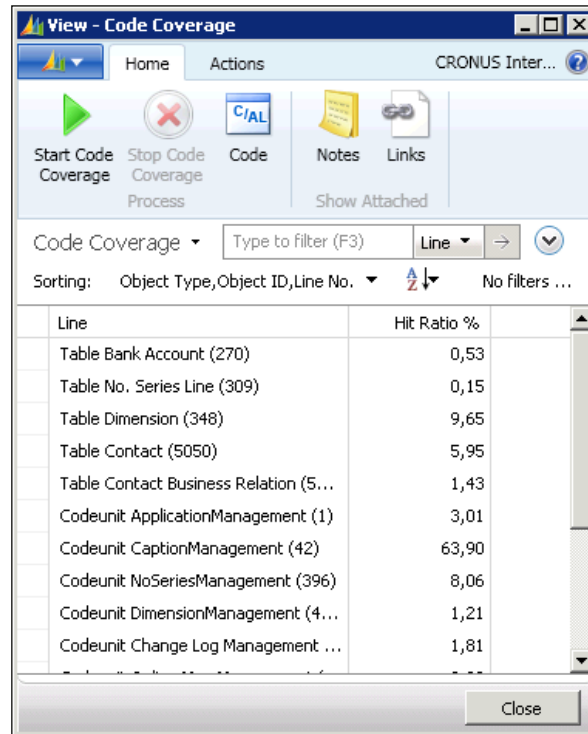 View - Code Coverage
Home Actions CRONUS Inter...
C/AL
Start Code Coverage
Stop Code Coverage
Code
Notes
Links
Process
Show Attached
Code Coverage Type to filter (F3) Line
Sorting: Object Type,Object ID,Line No. A Z No filters ...
Line Hit Ratio %
Table Bank Account (270) 0,53
Table No. Series Line (309) 0,15
Table Dimension (348) 9,65
Table Contact (5050) 5,95
Table Contact Business Relation (5... 1,43
Codeunit ApplicationManagement (1) 3,01
Codeunit CaptionManagement (42) 63,90
Codeunit NoSeriesManagement (396) 8,06
Codeunit DimensionManagement (4... 1,21
Codeunit Change Log Management ... 1,81
Close